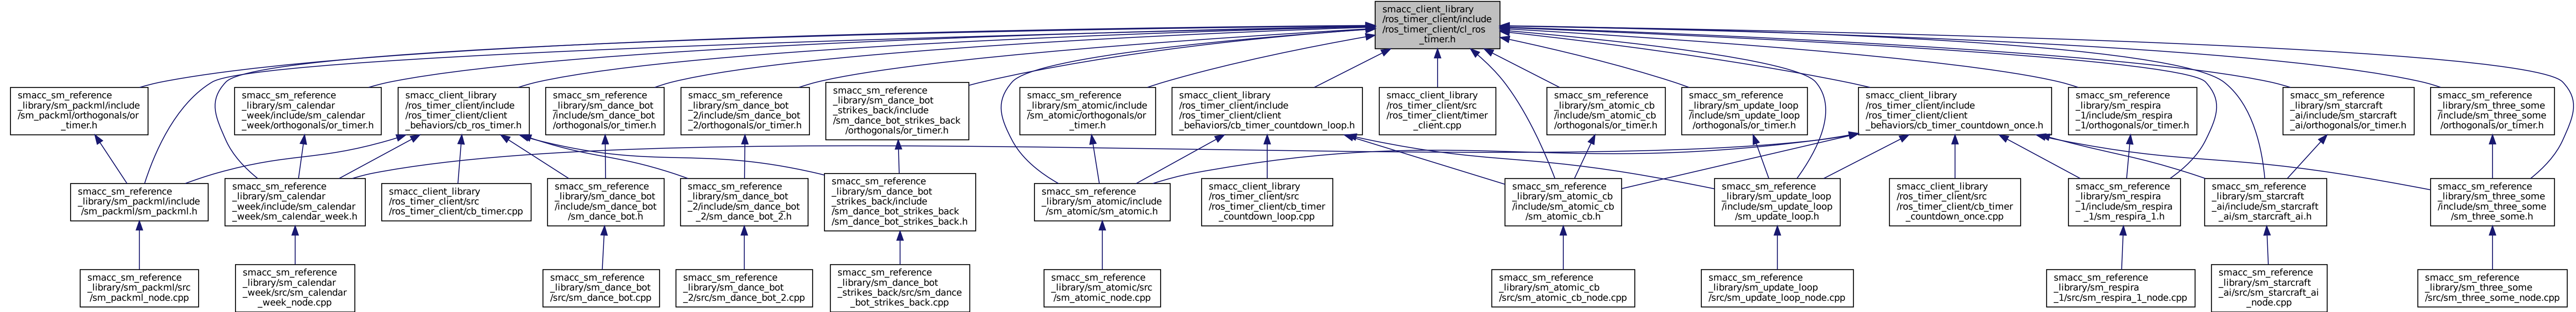 smacc_client_library
/ros_timer_client/include
/ros_timer_client/cl_ros
_timer.h
smacc_sm_reference
_library/sm_packml/include
/sm_packml/orthogonals/or
_timer.h
smacc_sm_reference
_library/sm_calendar
_week/include/sm_calendar
_week/orthogonals/or_timer.h
smacc_client_library
/ros_timer_client/include
/ros_timer_client/client
_behaviors/cb_ros_timer.h
smacc_sm_reference
_library/sm_dance_bot
/include/sm_dance_bot
/orthogonals/or_timer.h
smacc_sm_reference
_library/sm_dance_bot
_2/include/sm_dance_bot
_2/orthogonals/or_timer.h
smacc_sm_reference
_library/sm_dance_bot
_strikes_back/include
/sm_dance_bot_strikes_back
/orthogonals/or_timer.h
smacc_sm_reference
_library/sm_atomic/include
/sm_atomic/orthogonals/or
_timer.h
smacc_client_library
/ros_timer_client/include
/ros_timer_client/client
_behaviors/cb_timer_countdown_loop.h
smacc_client_library
/ros_timer_client/src
/ros_timer_client/timer
_client.cpp
smacc_sm_reference
_library/sm_atomic_cb
/include/sm_atomic_cb
/orthogonals/or_timer.h
smacc_sm_reference
_library/sm_update_loop
/include/sm_update_loop
/orthogonals/or_timer.h
smacc_client_library
/ros_timer_client/include
/ros_timer_client/client
_behaviors/cb_timer_countdown_once.h
smacc_sm_reference
_library/sm_respira
_1/include/sm_respira
_1/orthogonals/or_timer.h
smacc_sm_reference
_library/sm_starcraft
_ai/include/sm_starcraft
_ai/orthogonals/or_timer.h
smacc_sm_reference
_library/sm_three_some
/include/sm_three_some
/orthogonals/or_timer.h
smacc_sm_reference
_library/sm_packml/include
/sm_packml/sm_packml.h
smacc_sm_reference
_library/sm_calendar
_week/include/sm_calendar
_week/sm_calendar_week.h
smacc_client_library
/ros_timer_client/src
/ros_timer_client/cb_timer.cpp
smacc_sm_reference
_library/sm_dance_bot
/include/sm_dance_bot
/sm_dance_bot.h
smacc_sm_reference
_library/sm_dance_bot
_2/include/sm_dance_bot
_2/sm_dance_bot_2.h
smacc_sm_reference
_library/sm_dance_bot
_strikes_back/include
/sm_dance_bot_strikes_back
/sm_dance_bot_strikes_back.h
smacc_sm_reference
_library/sm_atomic/include
/sm_atomic/sm_atomic.h
smacc_client_library
/ros_timer_client/src
/ros_timer_client/cb_timer
_countdown_loop.cpp
smacc_sm_reference
_library/sm_atomic_cb
/include/sm_atomic_cb
/sm_atomic_cb.h
smacc_sm_reference
_library/sm_update_loop
/include/sm_update_loop
/sm_update_loop.h
smacc_client_library
/ros_timer_client/src
/ros_timer_client/cb_timer
_countdown_once.cpp
smacc_sm_reference
_library/sm_respira
_1/include/sm_respira
_1/sm_respira_1.h
smacc_sm_reference
_library/sm_starcraft
_ai/include/sm_starcraft
_ai/sm_starcraft_ai.h
smacc_sm_reference
_library/sm_three_some
/include/sm_three_some
/sm_three_some.h
smacc_sm_reference
_library/sm_packml/src
/sm_packml_node.cpp
smacc_sm_reference
_library/sm_calendar
_week/src/sm_calendar
_week_node.cpp
smacc_sm_reference
_library/sm_dance_bot
/src/sm_dance_bot.cpp
smacc_sm_reference
_library/sm_dance_bot
_2/src/sm_dance_bot_2.cpp
smacc_sm_reference
_library/sm_dance_bot
_strikes_back/src/sm_dance
_bot_strikes_back.cpp
smacc_sm_reference
_library/sm_atomic/src
/sm_atomic_node.cpp
smacc_sm_reference
_library/sm_atomic_cb
/src/sm_atomic_cb_node.cpp
smacc_sm_reference
_library/sm_update_loop
/src/sm_update_loop_node.cpp
smacc_sm_reference
_library/sm_respira
_1/src/sm_respira_1_node.cpp
smacc_sm_reference
_library/sm_starcraft
_ai/src/sm_starcraft_ai
_node.cpp
smacc_sm_reference
_library/sm_three_some
/src/sm_three_some_node.cpp